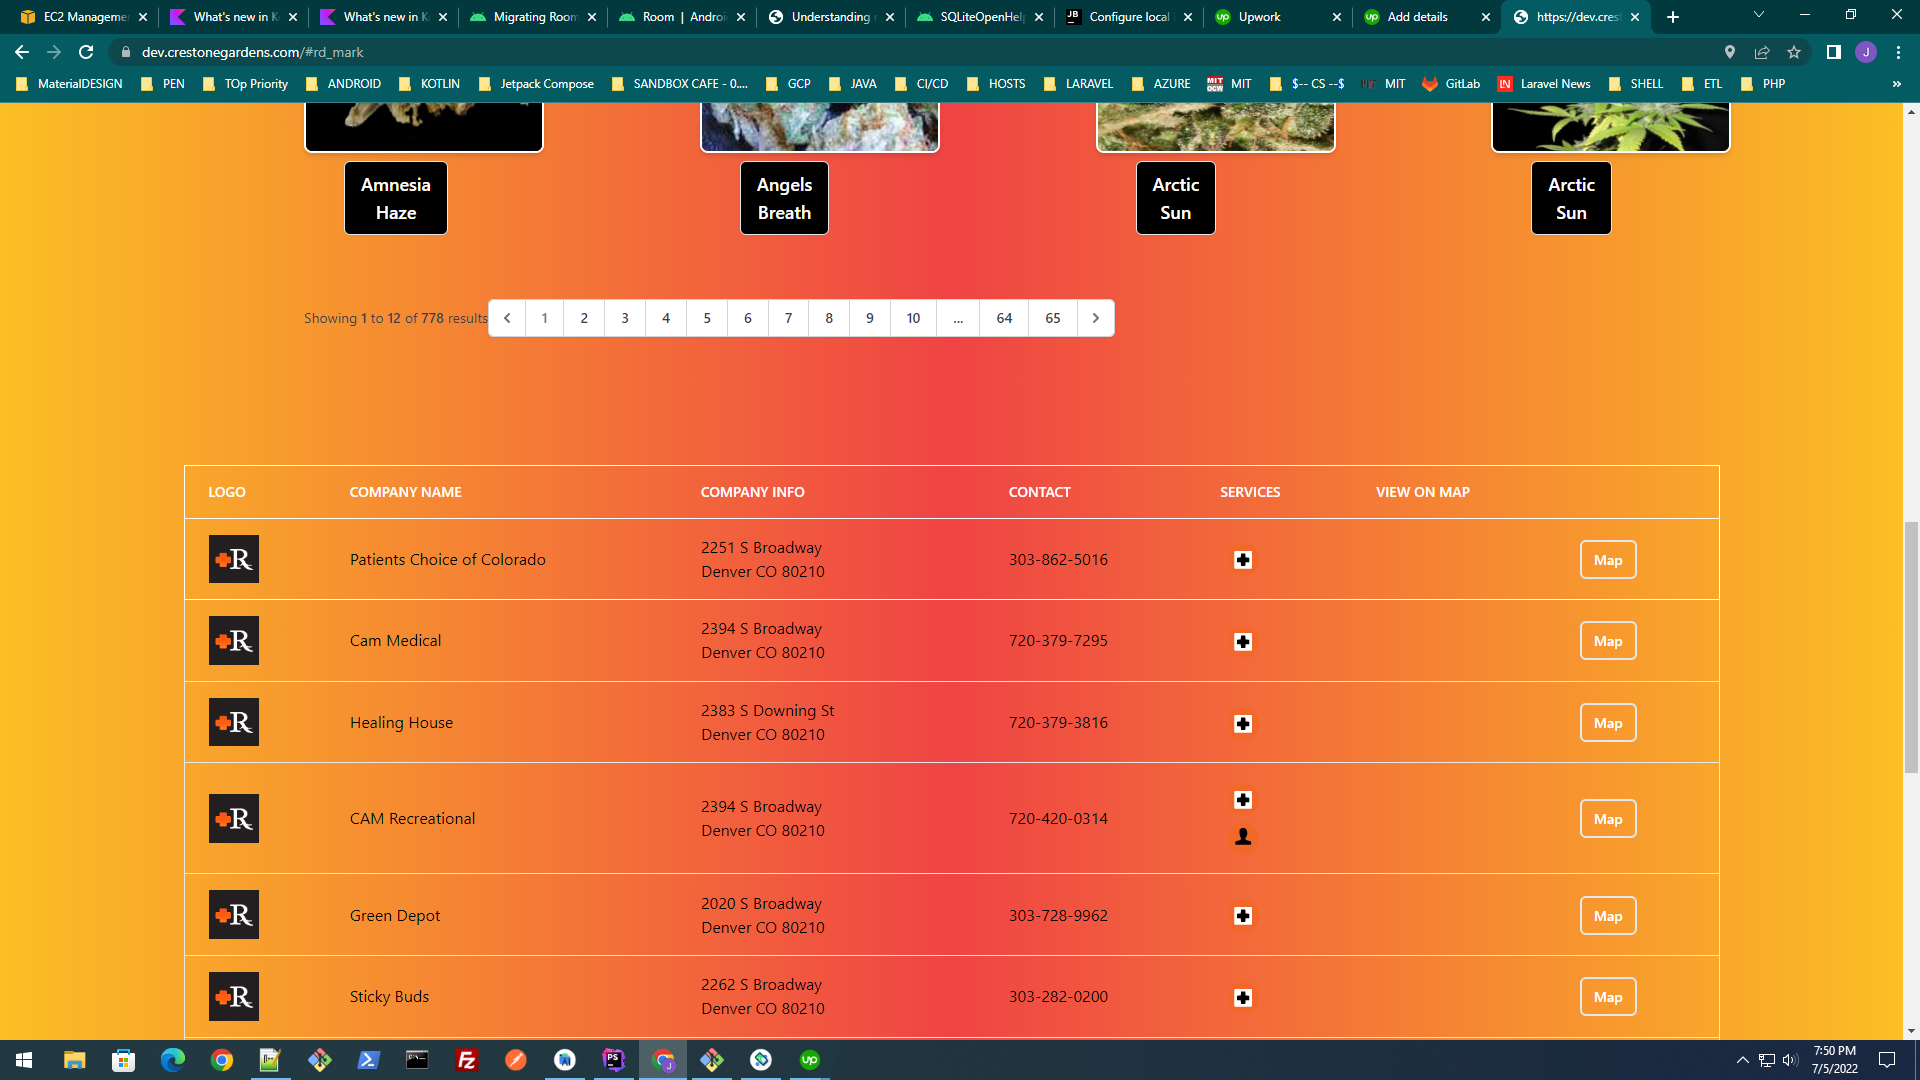 EC2 Manageme
What's new in K
What's new in K
Migrating Room
Room | Androi
Understanding
SQLiteOpenHel
Configure local
Upwork
Add details
https://dev.cres
dev.crestonegardens.com/#rd_mark
J
MaterialDESIGN
PEN
TOp Priority
ANDROID
KOTLIN
Jetpack Compose
SANDBOX CAFE - 0....
GCP
JAVA
CI/CD
HOSTS
LARAVEL
AZURE
MIT
$-- CS --$
MIT
GitLab
Laravel News
SHELL
ETL
PHP
»
Amnesia
Haze
Angels
Breath
Arctic
Sun
Arctic
Sun
Showing 1 to 12 of 778 results
1 2 3 4 5 6 7 8 9 10 ... 64 65
LOGO COMPANY NAME COMPANY INFO CONTACT SERVICES VIEW ON MAP
Patients Choice of Colorado
2251 S Broadway
Denver CO 80210
303-862-5016
Map
Cam Medical
2394 S Broadway
Denver CO 80210
720-379-7295
Map
Healing House
2383 S Downing St
Denver CO 80210
720-379-3816
Map
CAM Recreational
2394 S Broadway
Denver CO 80210
720-420-0314
Map
Green Depot
2020 S Broadway
Denver CO 80210
303-728-9962
Map
Sticky Buds
2262 S Broadway
Denver CO 80210
303-282-0200
Map
7:50 PM
7/5/2022